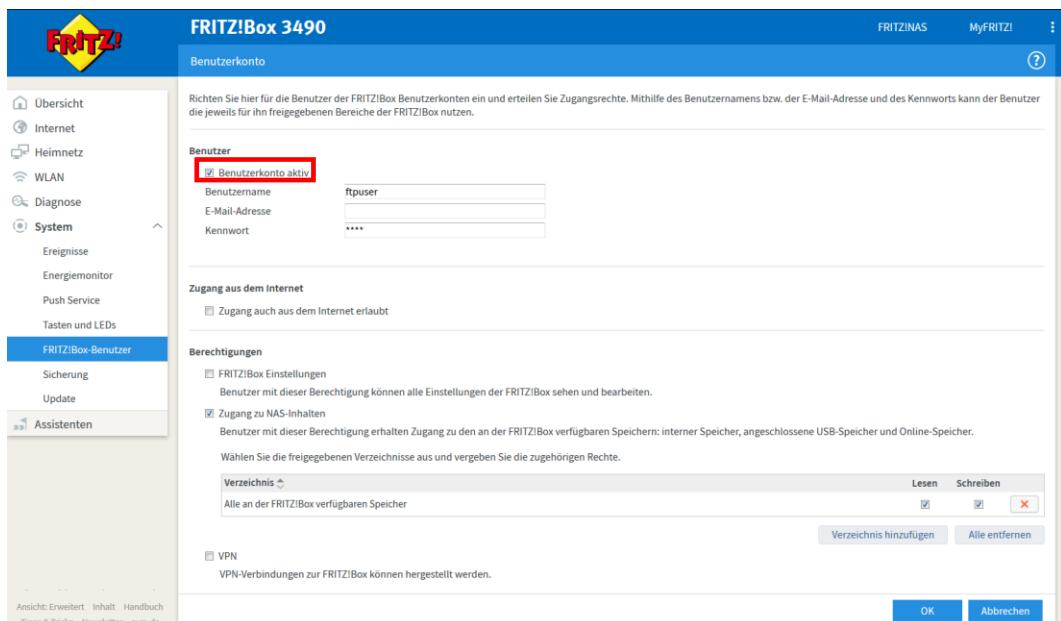 FRITZ!
FRITZ!Box 3490
FRITZ!NAS
MyFRITZ!
Benutzerkonto
?
Übersicht
Internet
Heimnetz
WLAN
Diagnose
System
Ereignisse
Energiemonitor
Push Service
Tasten und LEDs
FRITZ!Box-Benutzer
Sicherung
Update
Assistenten
Ansicht: Erweitert Inhalt Handbuch
Richten Sie hier für die Benutzer der FRITZ!Box Benutzerkonten ein und erteilen Sie Zugangsrechte. Mithilfe des Benutzernamens bzw. der E-Mail-Adresse und des Kennworts kann der Benutzer
die jeweils für ihn freigegebenen Bereiche der FRITZ!Box nutzen.
Benutzer
Benutzerkonto aktiv
Benutzername ftpuser
E-Mail-Adresse
Kennwort ****
Zugang aus dem Internet
Zugang auch aus dem Internet erlaubt
Berechtigungen
FRITZ!Box Einstellungen
Benutzer mit dieser Berechtigung können alle Einstellungen der FRITZ!Box sehen und bearbeiten.
Zugang zu NAS-Inhalten
Benutzer mit dieser Berechtigung erhalten Zugang zu den an der FRITZ!Box verfügbaren Speichern: interner Speicher, angeschlossene USB-Speicher und Online-Speicher.
Wählen Sie die freigegebenen Verzeichnisse aus und vergeben Sie die zugehörigen Rechte.
Verzeichnis Lesen Schreiben
Alle an der FRITZ!Box verfügbaren Speicher
Verzeichnis hinzufügen Alle entfernen
VPN
VPN-Verbindungen zur FRITZ!Box können hergestellt werden.
OK Abbrechen